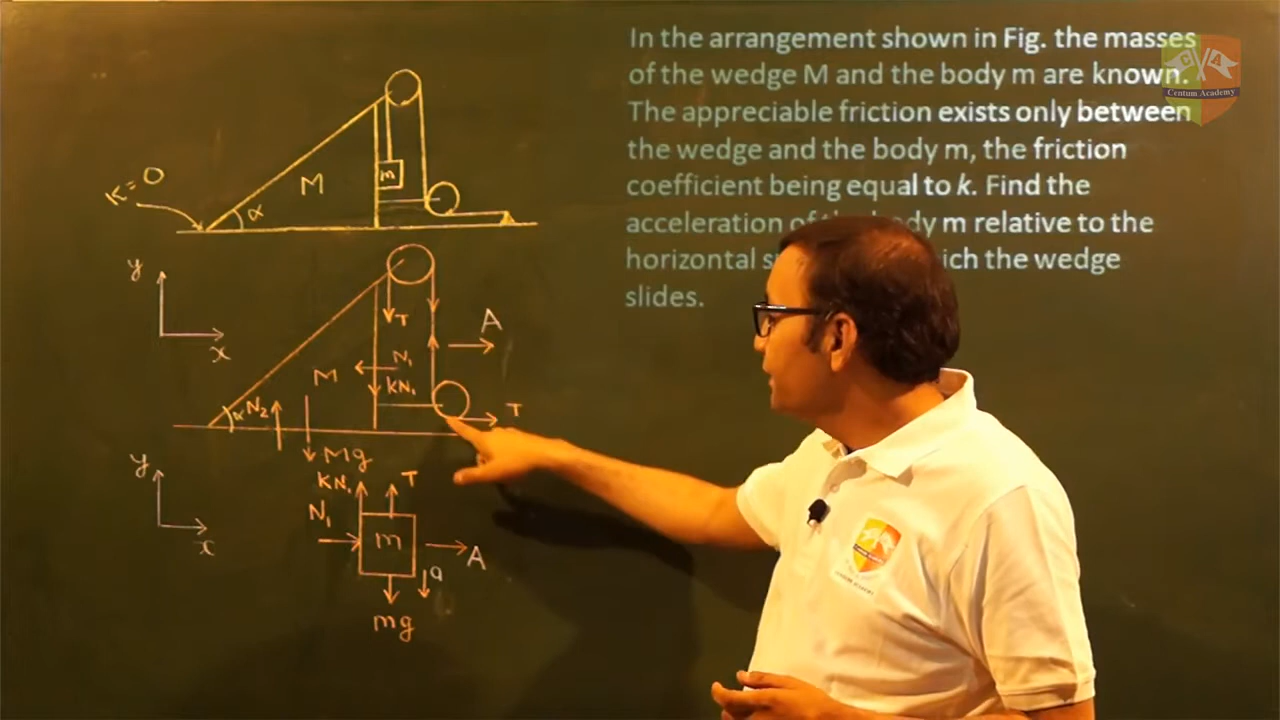 In the arrangement shown in Fig. the masses
of the wedge M and the body m are known.
The appreciable friction exists only between
the wedge and the body m, the friction
coefficient being equal to k. Find the
acceleration of body m relative to the
horizontal which the wedge
slides.
C A
Centum Academy
K=0
M
m
α
y
x
T
A
N₁
M
kN₁
α
N₂
T
Mg
y
x
kN₁
T
N₁
m
A
a
mg